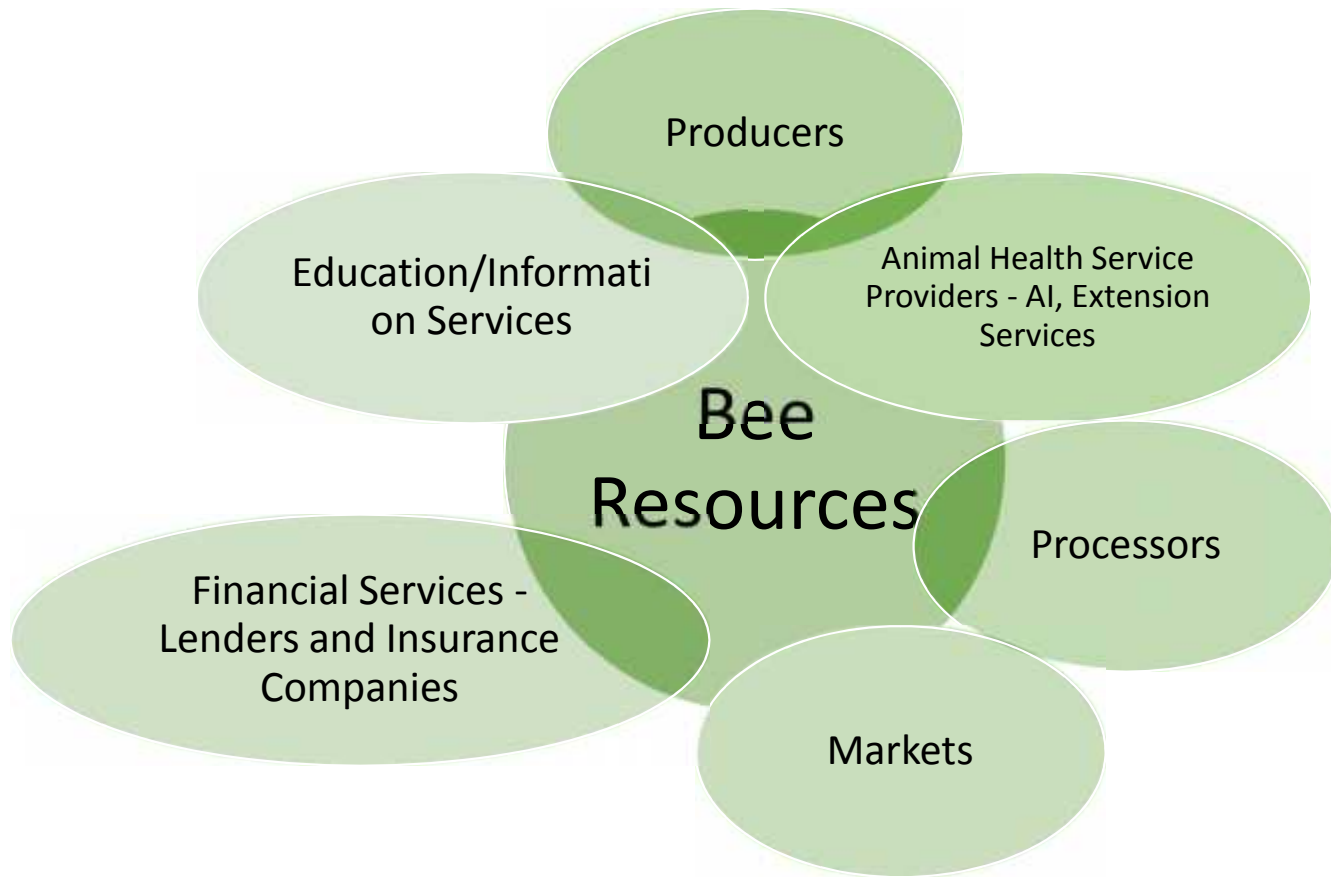 Producers
Education/Informati
on Services
Animal Health Service
Providers - AI, Extension
Services
Bee
Resources
Processors
Financial Services -
Lenders and Insurance
Companies
Markets